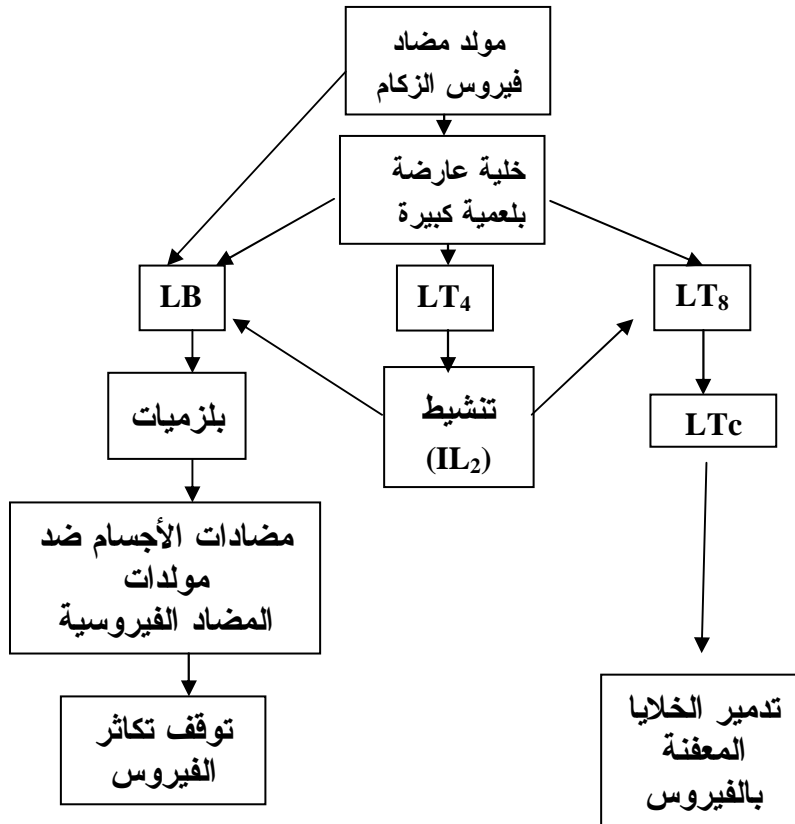 مولد مضاد
فيروس الزكام
خلية عارضة
بلعمية كبيرة
LB
LT₄
LT₈
بلزميات
تنشيط
(IL₂)
LTc
مضادات الأجسام ضد
مولدات
المضاد الفيروسية
توقف تكاثر
الفيروس
تدمير الخلايا
المعفنة
بالفيروس